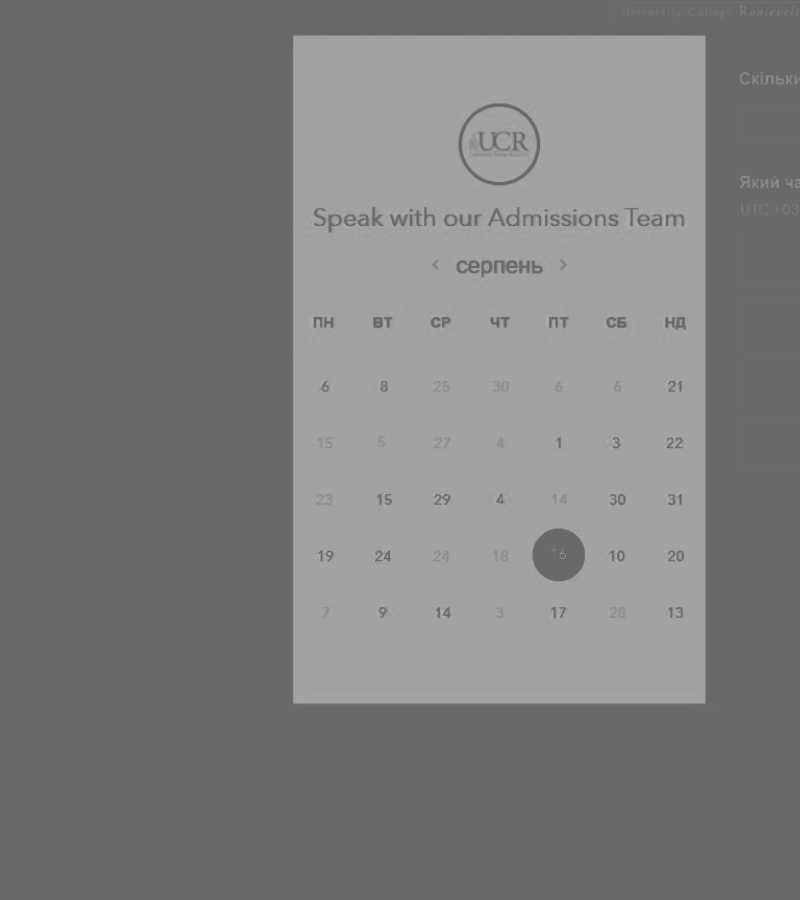 University College Roosevelt
Скільки
UCR
Speak with our Admissions Team
Який ча
UTC +03
< серпень >
ПН ВТ СР ЧТ ПТ СБ НД
6 8 25 30 6 6 21
15 5 27 4 1 3 22
23 15 29 4 14 30 31
19 24 24 18 16 10 20
7 9 14 3 17 28 13